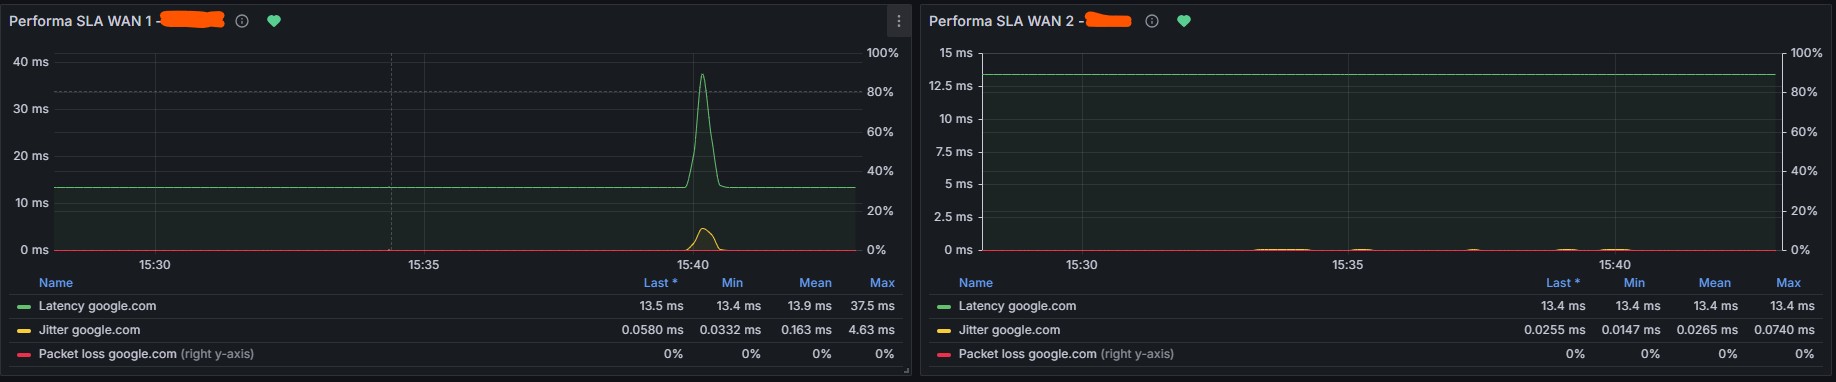 Performa SLA WAN 1 -
40 ms
30 ms
20 ms
10 ms
0 ms
100%
80%
60%
40%
20%
0%
15:30 15:35 15:40
Name Last * Min Mean Max
Latency google.com 13.5 ms 13.4 ms 13.9 ms 37.5 ms
Jitter google.com 0.0580 ms 0.0332 ms 0.163 ms 4.63 ms
Packet loss google.com (right y-axis) 0% 0% 0% 0%
Performa SLA WAN 2 -
15 ms
12.5 ms
10 ms
7.5 ms
5 ms
2.5 ms
0 ms
100%
80%
60%
40%
20%
0%
15:30 15:35 15:40
Name Last * Min Mean Max
Latency google.com 13.4 ms 13.4 ms 13.4 ms 13.4 ms
Jitter google.com 0.0255 ms 0.0147 ms 0.0265 ms 0.0740 ms
Packet loss google.com (right y-axis) 0% 0% 0% 0%